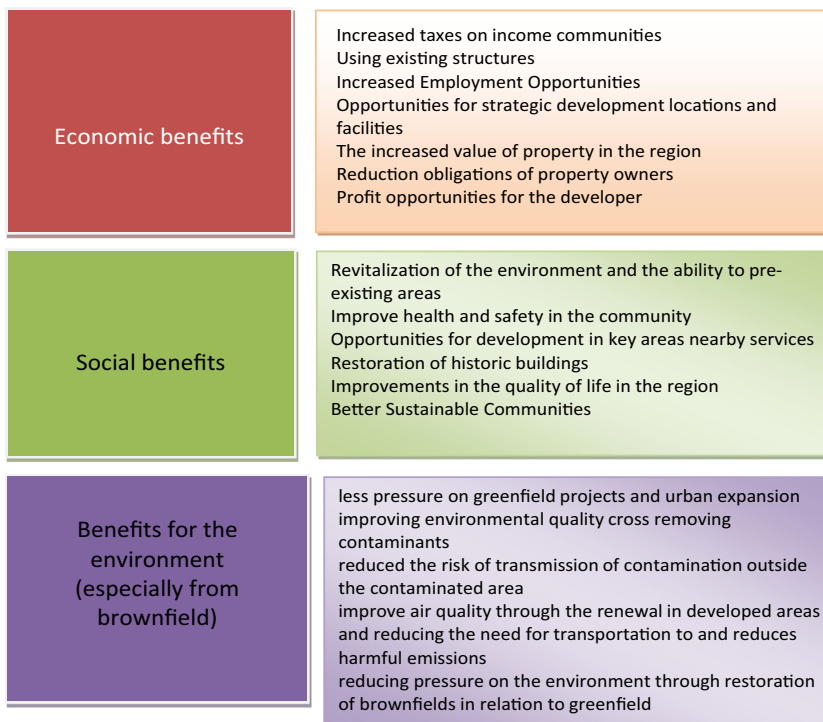 Economic benefits
Increased taxes on income communities
Using existing structures
Increased Employment Opportunities
Opportunities for strategic development locations and
facilities
The increased value of property in the region
Reduction obligations of property owners
Profit opportunities for the developer
Social benefits
Revitalization of the environment and the ability to pre-
existing areas
Improve health and safety in the community
Opportunities for development in key areas nearby services
Restoration of historic buildings
Improvements in the quality of life in the region
Better Sustainable Communities
Benefits for the
environment
(especially from
brownfield)
less pressure on greenfield projects and urban expansion
improving environmental quality cross removing
contaminants
reduced the risk of transmission of contamination outside
the contaminated area
improve air quality through the renewal in developed areas
and reducing the need for transportation to and reduces
harmful emissions
reducing pressure on the environment through restoration
of brownfields in relation to greenfield